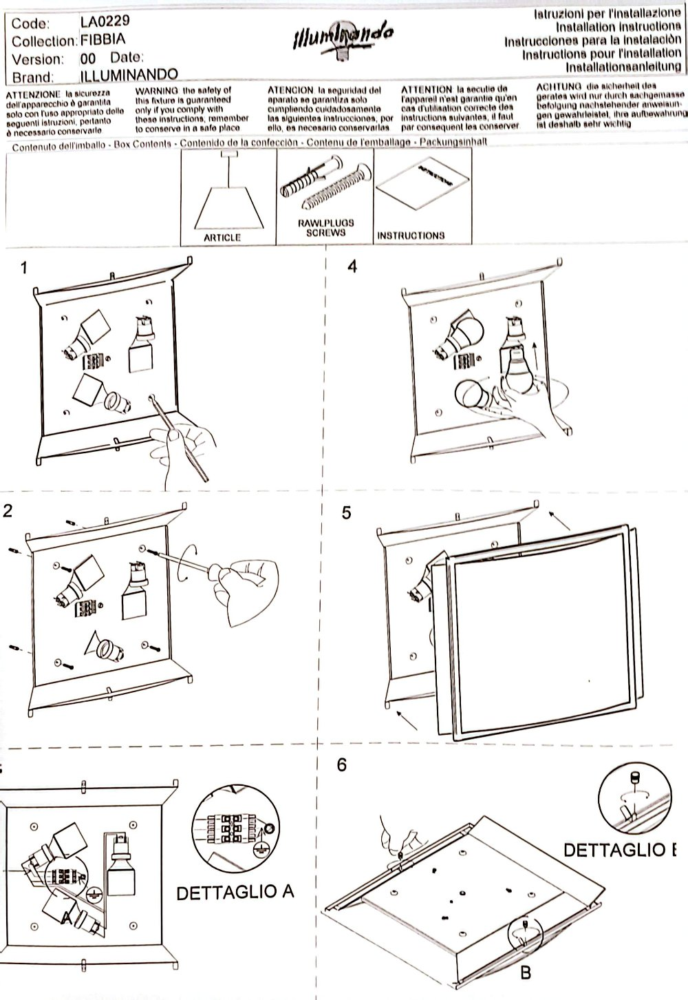 Code: LA0229
Collection: FIBBIA
Version: 00 Date:
Brand: ILLUMINANDO
Illuminando
Istruzioni per l'installazione
Installation instructions
Instrucciones para la instalaciòn
Instructions pour l'installation
Installationsanleitung
ATTENZIONE la sicurezza
dell'apparecchio è garantita
solo con l'uso appropriato delle
seguenti istruzioni, pertanto
è necessario conservarle
WARNING the safety of
this fixture is guaranteed
only if you comply with
these instructions, remember
to conserve in a safe place
ATENCION la seguridad del
aparato se garantiza solo
cumpliendo cuidadosamente
las siguientes instrucciones, por
ello, es necesario conservarlas
ATTENTION la secutie de
l'appareil n'est garantie qu'en
cas d'utilisation correcte des
instructions suivantes, il faut
par consequent les conserver
ACHTUNG die sicherheit des
gerates wird nur durch sachgemasse
befolgung nachstehender anweisun-
gen gewahrleistet, ihre aufbewahrung
ist deshalb sehr wichtig
Contenuto dell'imballo - Box Contents - Contenido de la confecciòn - Contenu de l'emballage - Packungsinhalt
ARTICLE
RAWLPLUGS
SCREWS
INSTRUCTIONS
1
4
2
5
A
DETTAGLIO A
6
DETTAGLIO
B